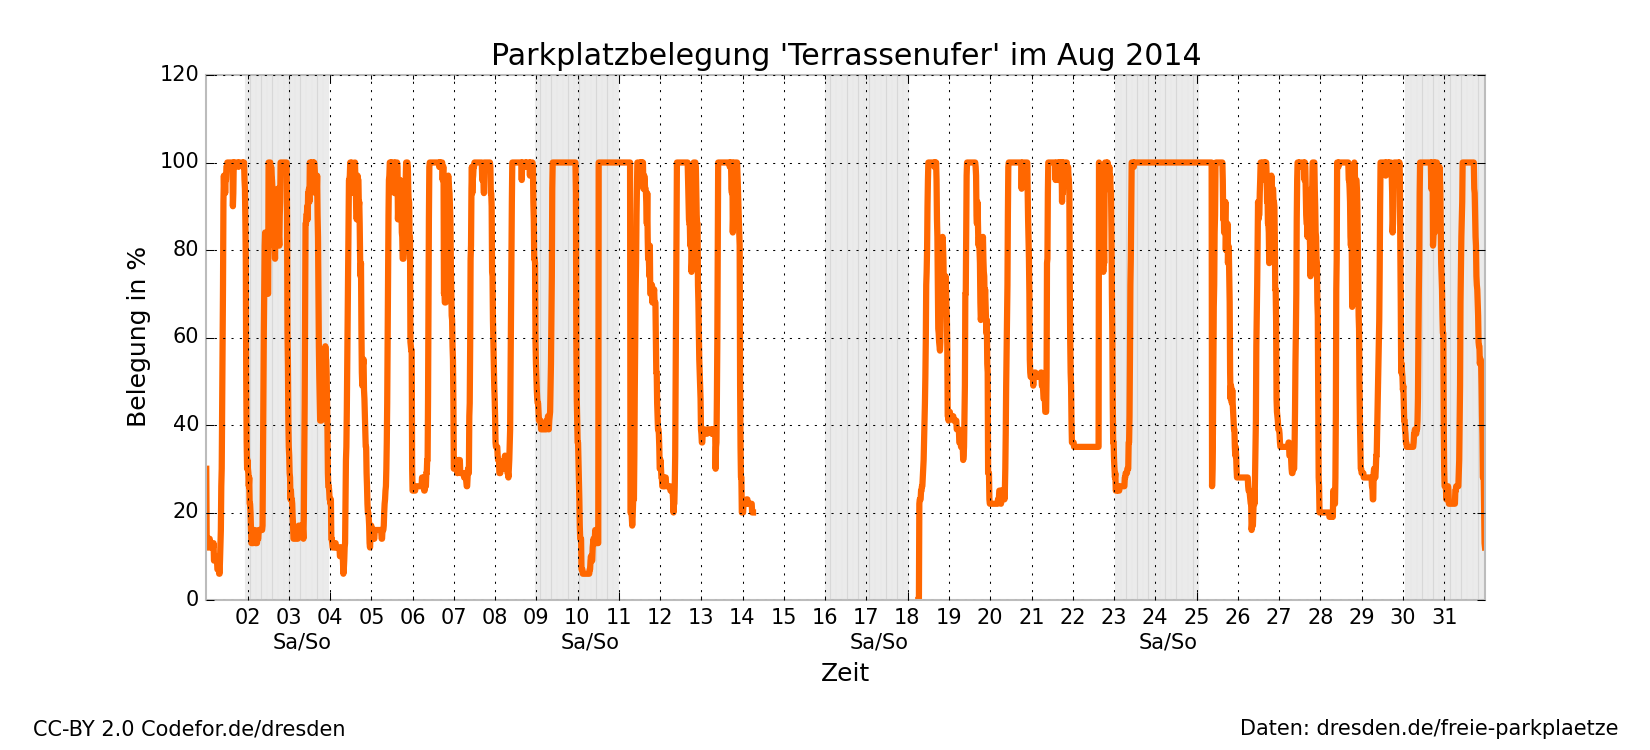 Parkplatzbelegung 'Terrassenufer' im Aug 2014
120
100
80
60
40
20
0
Belegung in %
02 03 04 05 06 07 08 09 10 11 12 13 14 15 16 17 18 19 20 21 22 23 24 25 26 27 28 29 30 31
Sa/So Sa/So Sa/So Sa/So
Zeit
CC-BY 2.0 Codefor.de/dresden
Daten: dresden.de/freie-parkplaetze